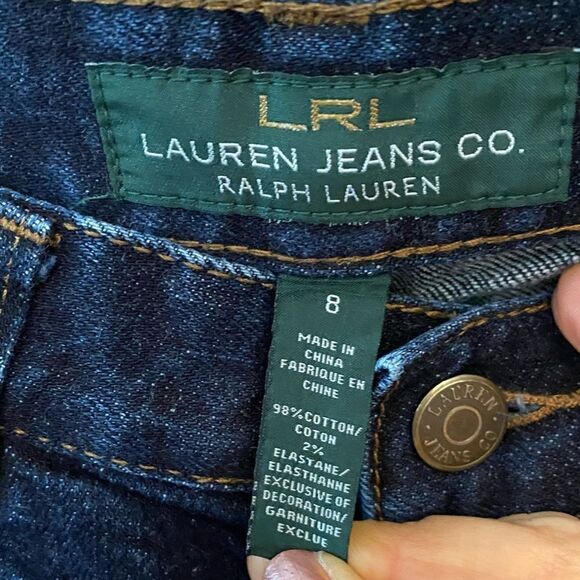 LRL
LAUREN JEANS CO.
RALPH LAUREN
8
MADE IN
CHINA
FABRIQUE EN
CHINE
98% COTTON/
COTON
2%
ELASTANE/
ELASTHANNE
EXCLUSIVE OF
DECORATION/
GARNITURE
EXCLUE
LAUREN
JEANS CO